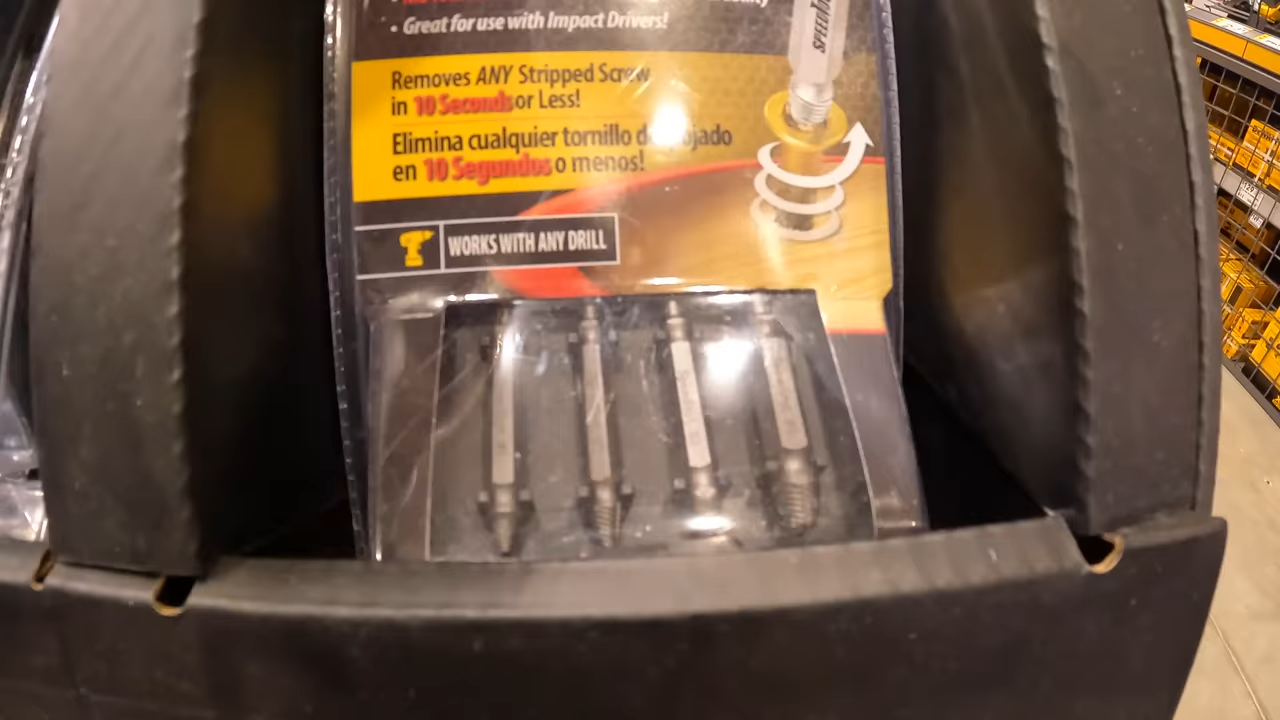 • Great for use with Impact Drivers!
Removes ANY Stripped Screw
in 10 Seconds or Less!
Elimina cualquier tornillo
en 10 Segundos o menos!
WORKS WITH ANY DRILL